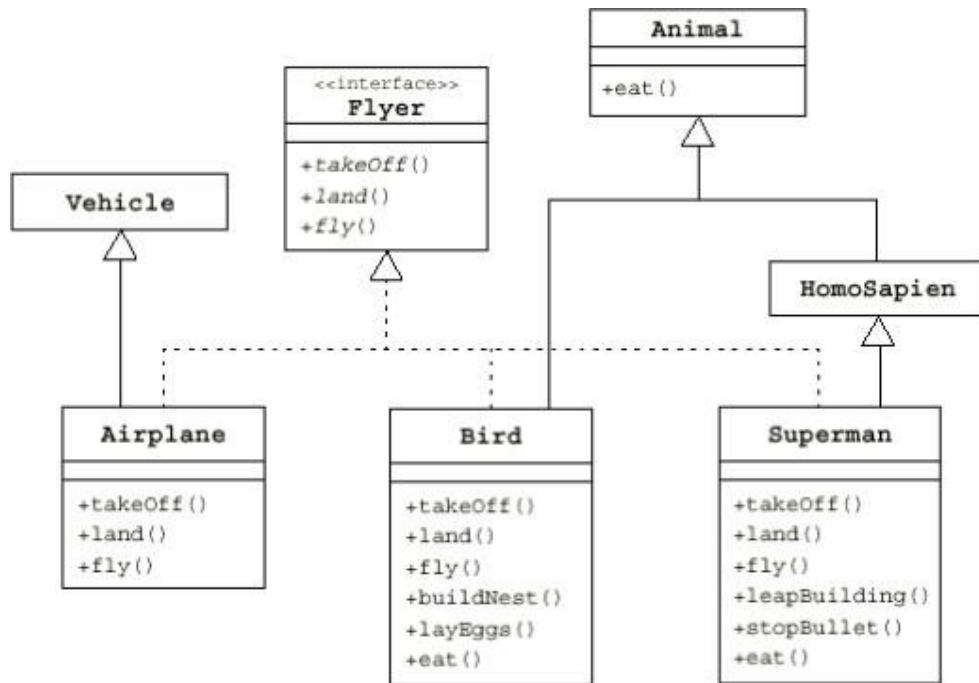 Animal
+eat()
<<interface>>
Flyer
+takeOff()
+land()
+fly()
Vehicle
HomoSapien
Airplane
+takeOff()
+land()
+fly()
Bird
+takeOff()
+land()
+fly()
+buildNest()
+layEggs()
+eat()
Superman
+takeOff()
+land()
+fly()
+leapBuilding()
+stopBullet()
+eat()